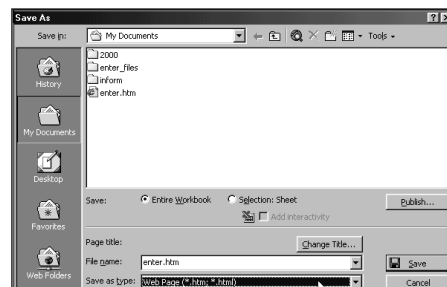 Save As
Save in:
My Documents
Tools
2000
enter_files
inform
enter.htm
History
My Documents
Desktop
Favorites
Web Folders
Save:
Entire Workbook
Selection: Sheet
Publish...
Add interactivity
Page title:
Change Title...
File name:
enter.htm
Save
Save as type:
Web Page (*.htm; *.html)
Cancel